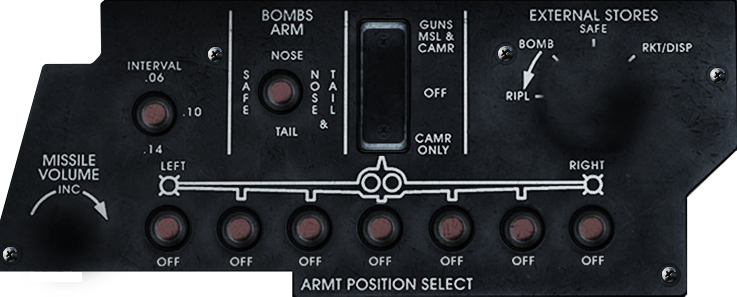 BOMBS
ARM
NOSE
SAFE
NOSE &
TAIL
TAIL
GUNS
MSL &
CAMR
OFF
CAMR
ONLY
EXTERNAL STORES
SAFE
BOMB
RKT/DISP
RIPL
INTERVAL
.06
.10
.14
MISSILE
VOLUME
INC
LEFT
RIGHT
OFF OFF OFF OFF OFF OFF OFF
ARMT POSITION SELECT